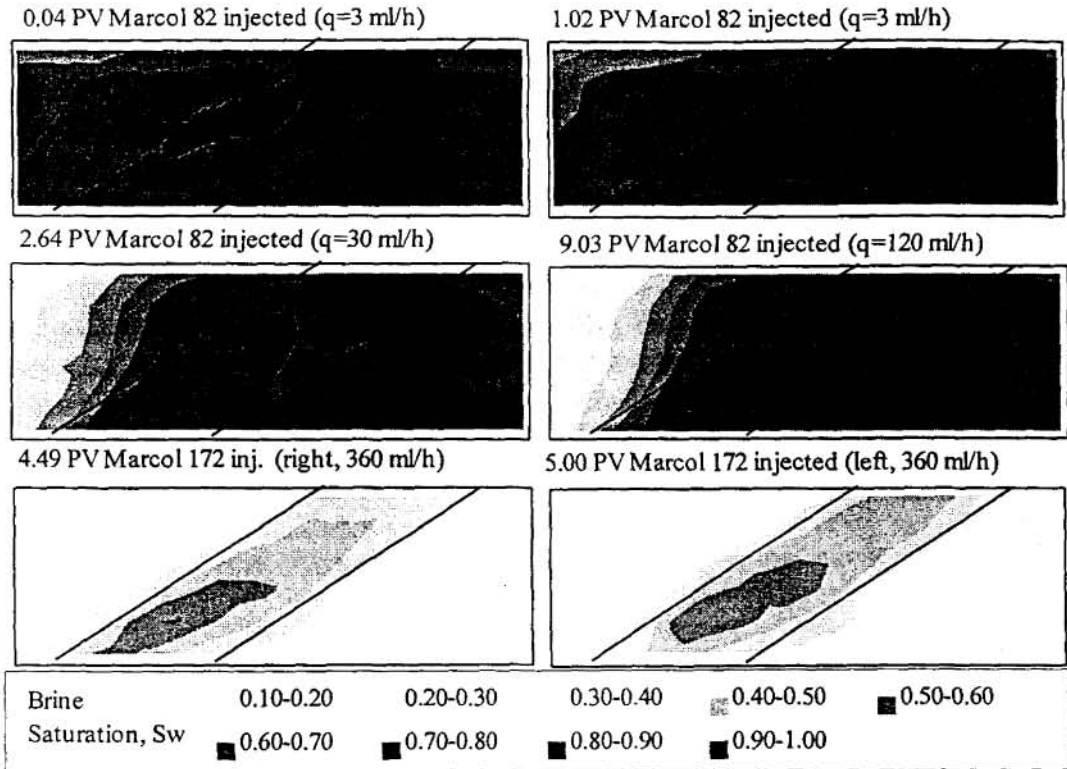 0.04 PV Marcol 82 injected (q=3 ml/h)
1.02 PV Marcol 82 injected (q=3 ml/h)
2.64 PV Marcol 82 injected (q=30 ml/h)
9.03 PV Marcol 82 injected (q=120 ml/h)
4.49 PV Marcol 172 inj. (right, 360 ml/h)
5.00 PV Marcol 172 injected (left, 360 ml/h)
Brine 0.10-0.20 0.20-0.30 0.30-0.40 0.40-0.50 0.50-0.60
Saturation, Sw 0.60-0.70 0.70-0.80 0.80-0.90 0.90-1.00